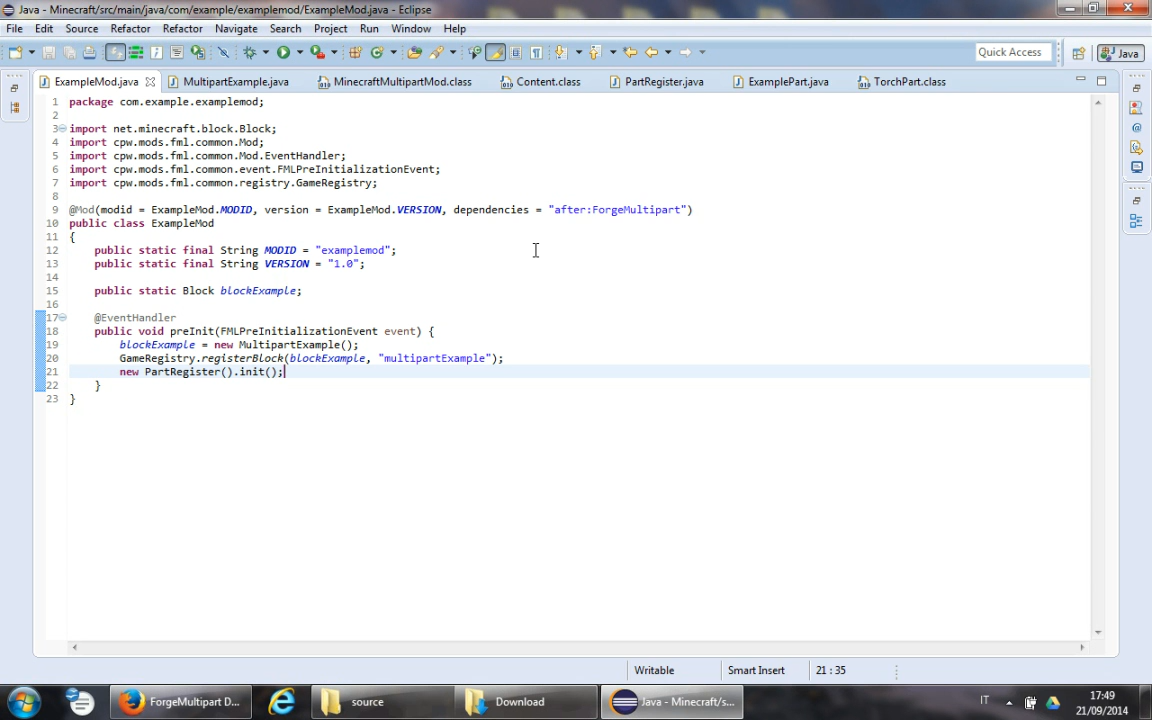 Java - Minecraft/src/main/java/com/example/examplemod/ExampleMod.java - Eclipse
File Edit Source Refactor Refactor Navigate Search Project Run Window Help
Quick Access Java
ExampleMod.java MultipartExample.java MinecraftMultipartMod.class Content.class PartRegister.java ExamplePart.java TorchPart.class
1 package com.example.examplemod;
2
3 import net.minecraft.block.Block;
4 import cpw.mods.fml.common.Mod;
5 import cpw.mods.fml.common.Mod.EventHandler;
6 import cpw.mods.fml.common.event.FMLPreInitializationEvent;
7 import cpw.mods.fml.common.registry.GameRegistry;
8
9 @Mod(modid = ExampleMod.MODID, version = ExampleMod.VERSION, dependencies = "after:ForgeMultipart")
10 public class ExampleMod
11 {
12 public static final String MODID = "examplemod";
13 public static final String VERSION = "1.0";
14
15 public static Block blockExample;
16
17 @EventHandler
18 public void preInit(FMLPreInitializationEvent event) {
19 blockExample = new MultipartExample();
20 GameRegistry.registerBlock(blockExample, "multipartExample");
21 new PartRegister().init();
22 }
23 }
Writable Smart Insert 21 : 35
ForgeMultipart D... source Download Java - Minecraft/s... IT 17:49
21/09/2014